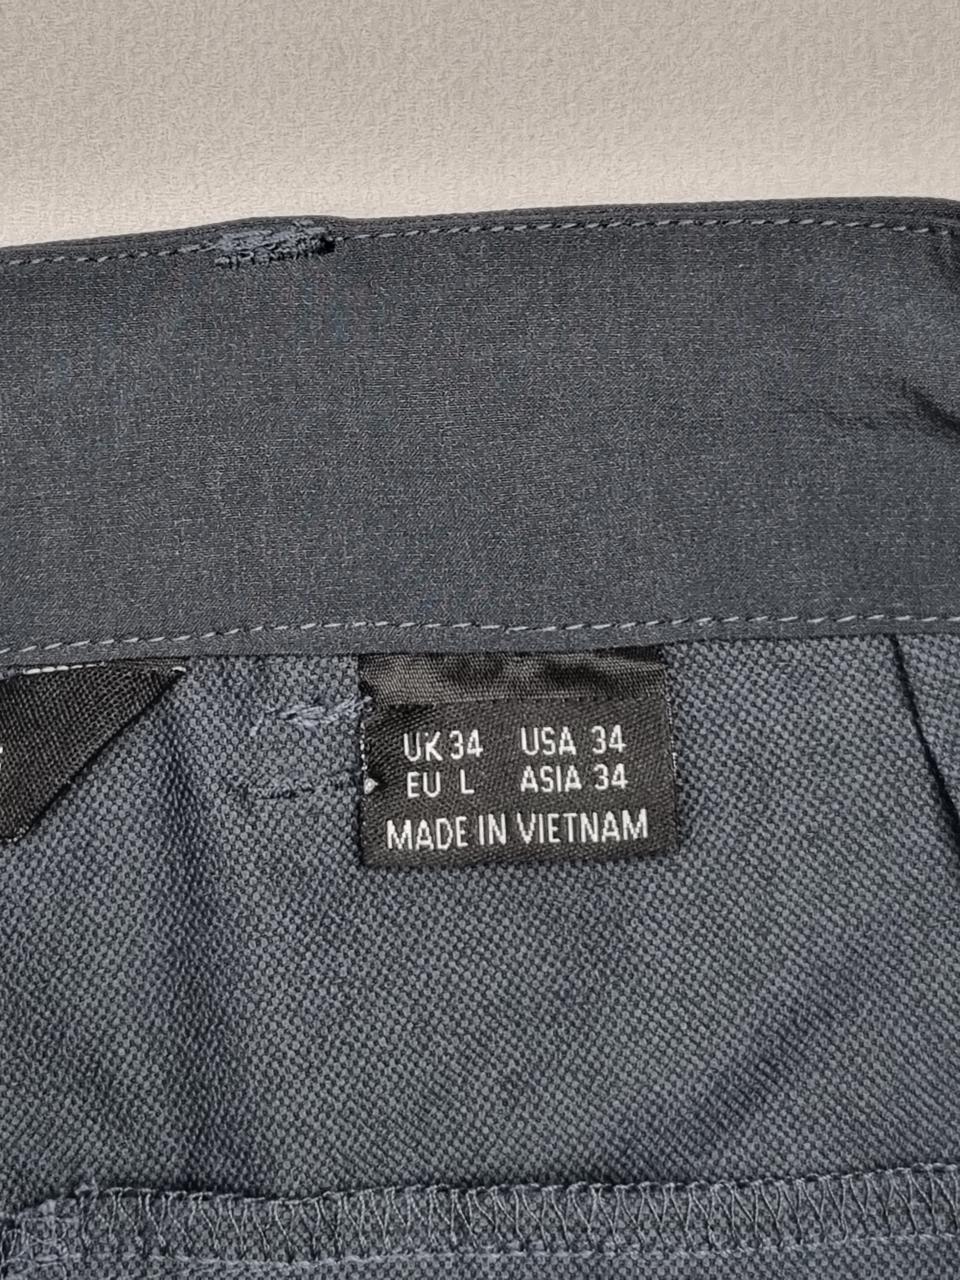 UK 34 USA 34
EU L ASIA 34
MADE IN VIETNAM